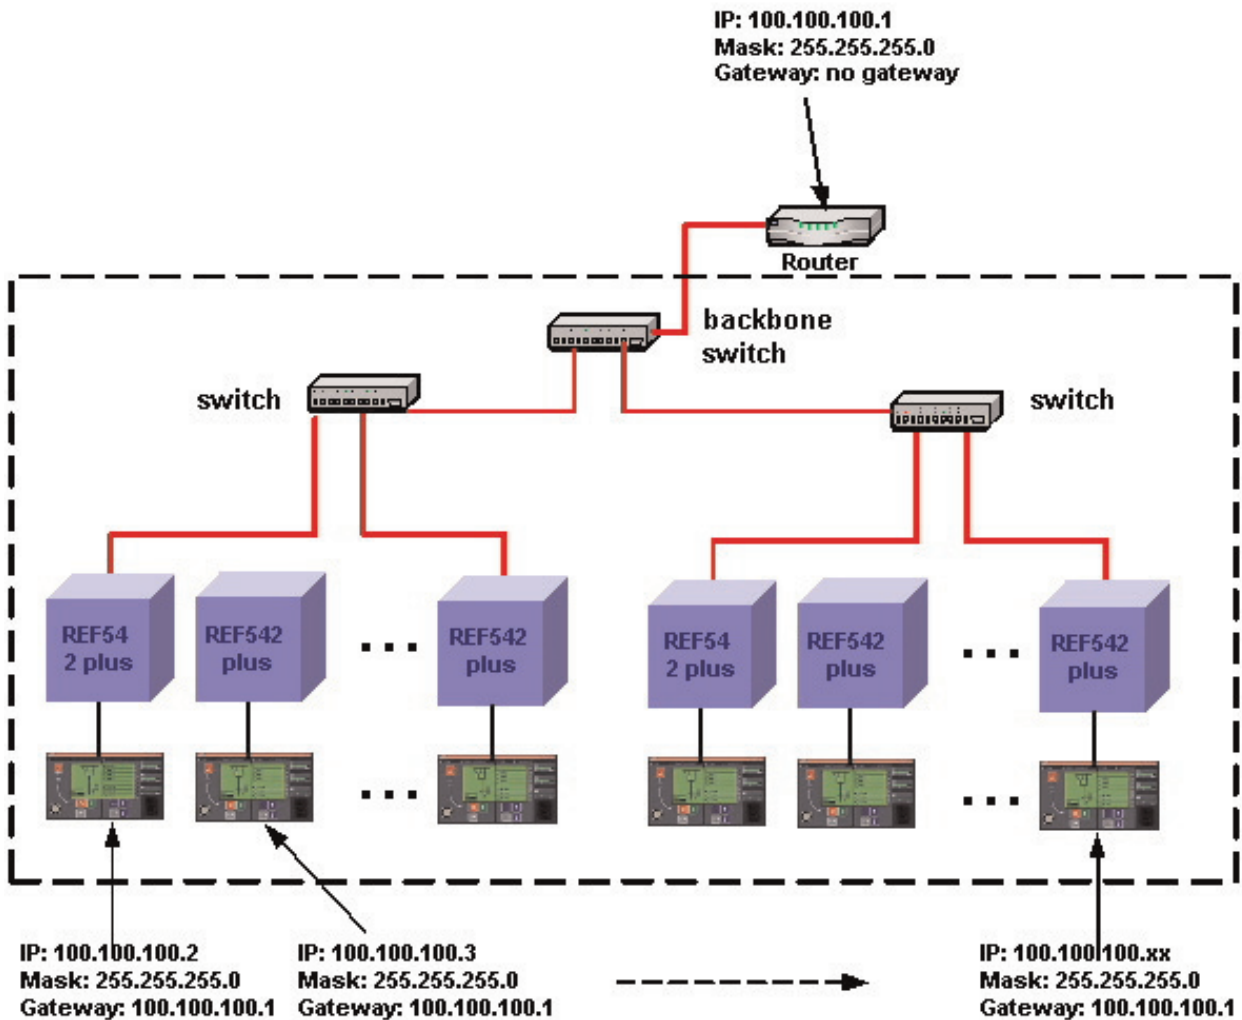 IP: 100.100.100.1
Mask: 255.255.255.0
Gateway: no gateway
Router
backbone
switch
switch
switch
REF54
2 plus
REF542
plus
REF542
plus
REF54
2 plus
REF542
plus
REF542
plus
IP: 100.100.100.2
Mask: 255.255.255.0
Gateway: 100.100.100.1
IP: 100.100.100.3
Mask: 255.255.255.0
Gateway: 100.100.100.1
IP: 100.100.100.xx
Mask: 255.255.255.0
Gateway: 100.100.100.1